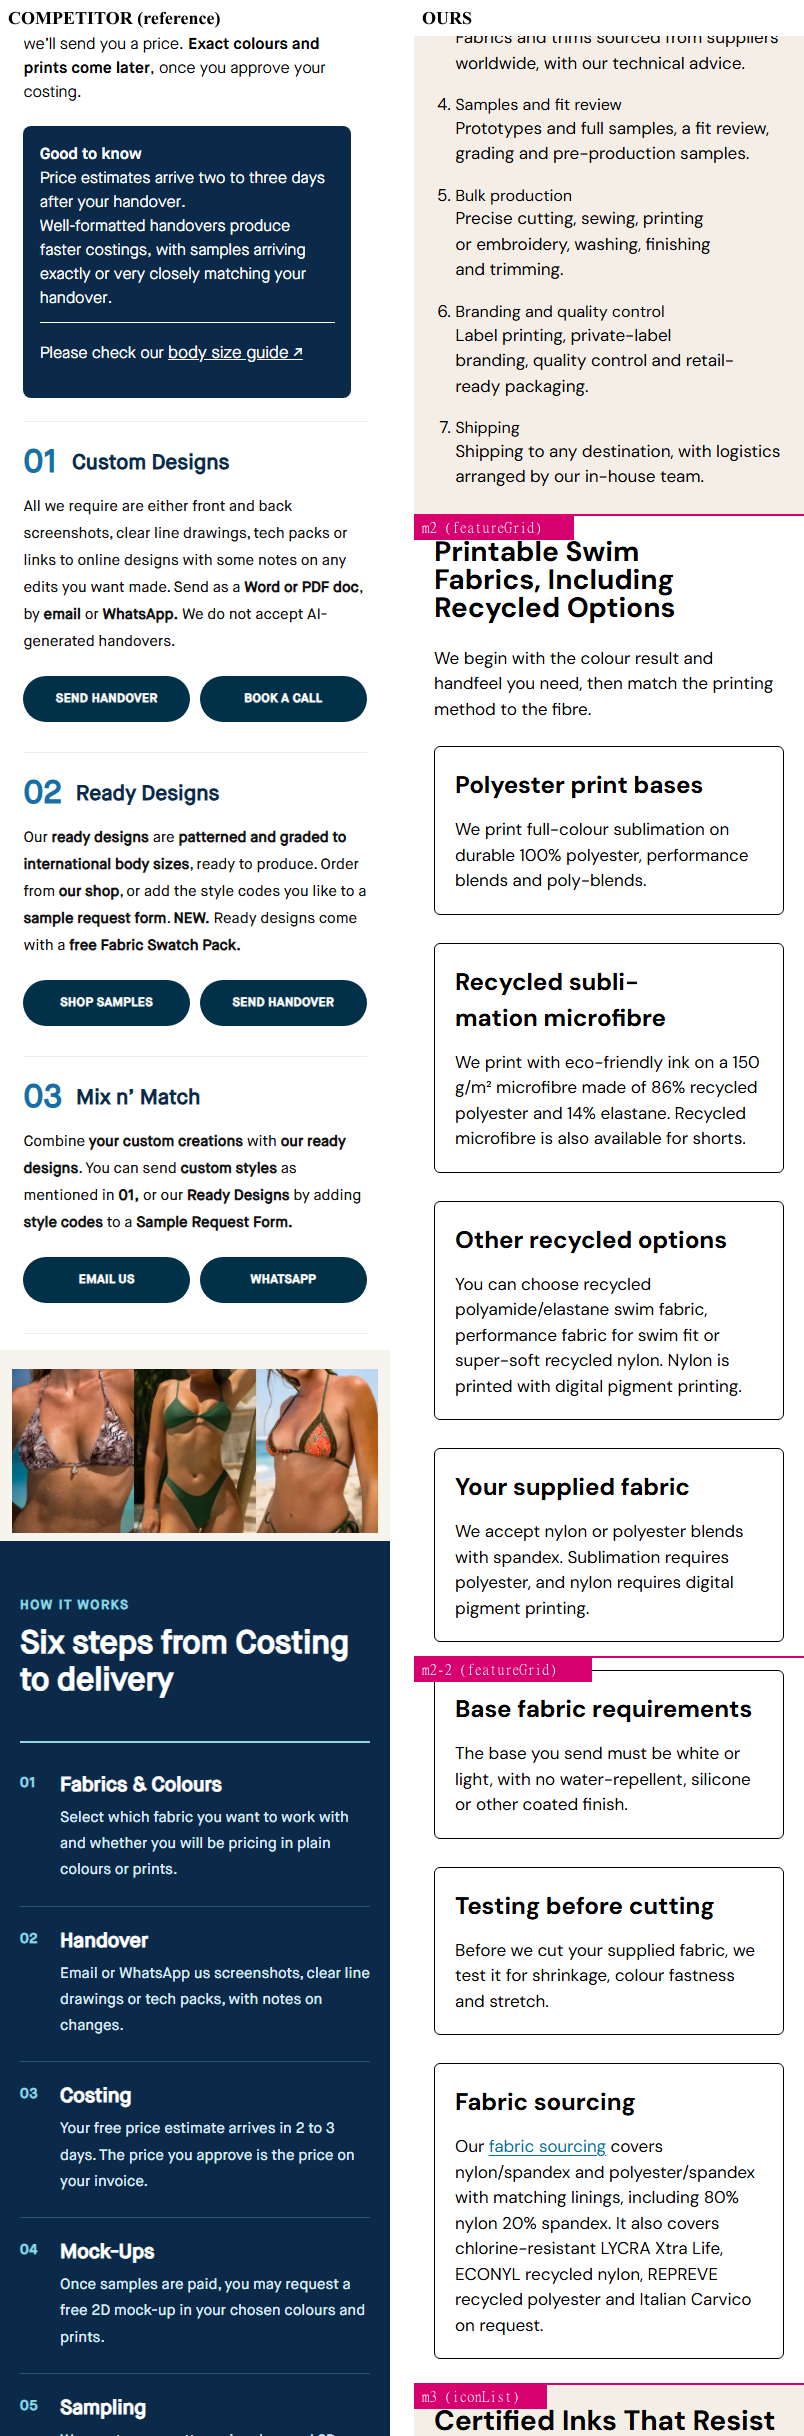 COMPETITOR (reference)
we'll send you a price. Exact colours and
prints come later, once you approve your
costing.
Good to know
Price estimates arrive two to three days
after your handover.
Well-formatted handovers produce
faster costings, with samples arriving
exactly or very closely matching your
handover.
Please check our body size guide ↗
01 Custom Designs
All we require are either front and back
screenshots, clear line drawings, tech packs or
links to online designs with some notes on any
edits you want made. Send as a Word or PDF doc,
by email or WhatsApp. We do not accept AI-
generated handovers.
SEND HANDOVER
BOOK A CALL
02 Ready Designs
Our ready designs are patterned and graded to
international body sizes, ready to produce. Order
from our shop, or add the style codes you like to a
sample request form. NEW. Ready designs come
with a free Fabric Swatch Pack.
SHOP SAMPLES
SEND HANDOVER
03 Mix n' Match
Combine your custom creations with our ready
designs. You can send custom styles as
mentioned in 01, or our Ready Designs by adding
style codes to a Sample Request Form.
EMAIL US
WHATSAPP
HOW IT WORKS
Six steps from Costing
to delivery
01 Fabrics & Colours
Select which fabric you want to work with
and whether you will be pricing in plain
colours or prints.
02 Handover
Email or WhatsApp us screenshots, clear line
drawings or tech packs, with notes on
changes.
03 Costing
Your free price estimate arrives in 2 to 3
days. The price you approve is the price on
your invoice.
04 Mock-Ups
Once samples are paid, you may request a
free 2D mock-up in your chosen colours and
prints.
05 Sampling
OURS
Fabrics and trims sourced from suppliers
worldwide, with our technical advice.
4. Samples and fit review
Prototypes and full samples, a fit review,
grading and pre-production samples.
5. Bulk production
Precise cutting, sewing, printing
or embroidery, washing, finishing
and trimming.
6. Branding and quality control
Label printing, private-label
branding, quality control and retail-
ready packaging.
7. Shipping
Shipping to any destination, with logistics
arranged by our in-house team.
m2 (featureGrid)
Printable Swim
Fabrics, Including
Recycled Options
We begin with the colour result and
handfeel you need, then match the printing
method to the fibre.
Polyester print bases
We print full-colour sublimation on
durable 100% polyester, performance
blends and poly-blends.
Recycled subli-
mation microfibre
We print with eco-friendly ink on a 150
g/m² microfibre made of 86% recycled
polyester and 14% elastane. Recycled
microfibre is also available for shorts.
Other recycled options
You can choose recycled
polyamide/elastane swim fabric,
performance fabric for swim fit or
super-soft recycled nylon. Nylon is
printed with digital pigment printing.
Your supplied fabric
We accept nylon or polyester blends
with spandex. Sublimation requires
polyester, and nylon requires digital
pigment printing.
m2-2 (featureGrid)
Base fabric requirements
The base you send must be white or
light, with no water-repellent, silicone
or other coated finish.
Testing before cutting
Before we cut your supplied fabric, we
test it for shrinkage, colour fastness
and stretch.
Fabric sourcing
Our fabric sourcing covers
nylon/spandex and polyester/spandex
with matching linings, including 80%
nylon 20% spandex. It also covers
chlorine-resistant LYCRA Xtra Life,
ECONYL recycled nylon, REPREVE
recycled polyester and Italian Carvico
on request.
m3 (iconList)
Certified Inks That Resist